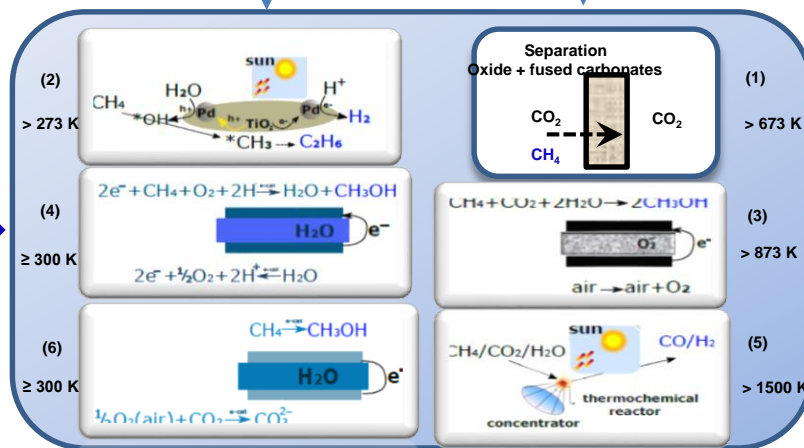 (2)
> 273 K
sun
H₂O
H⁺
CH₄
*OH
h⁺
Pd
Pd
e⁻
H₂
h⁺ TiO₂ e⁻
*CH₃ → C₂H₆
Separation
Oxide + fused carbonates
CO₂
CO₂
CH₄
(1)
> 673 K
(4)
≥ 300 K
2e⁻+CH₄+O₂+2H→H₂O+CH₃OH
H₂O
e⁻
2e⁻+½O₂+2H⁺←H₂O
CH₄+CO₂+2H₂O→2CH₃OH
e⁻
air→air+O₂
(3)
> 873 K
(6)
≥ 300 K
CH₄→CH₃OH
H₂O
e⁻
½O₂(air)+CO₂→CO₃²⁻
sun
CH₄/CO₂/H₂O
CO/H₂
thermochemical
reactor
concentrator
(5)
> 1500 K